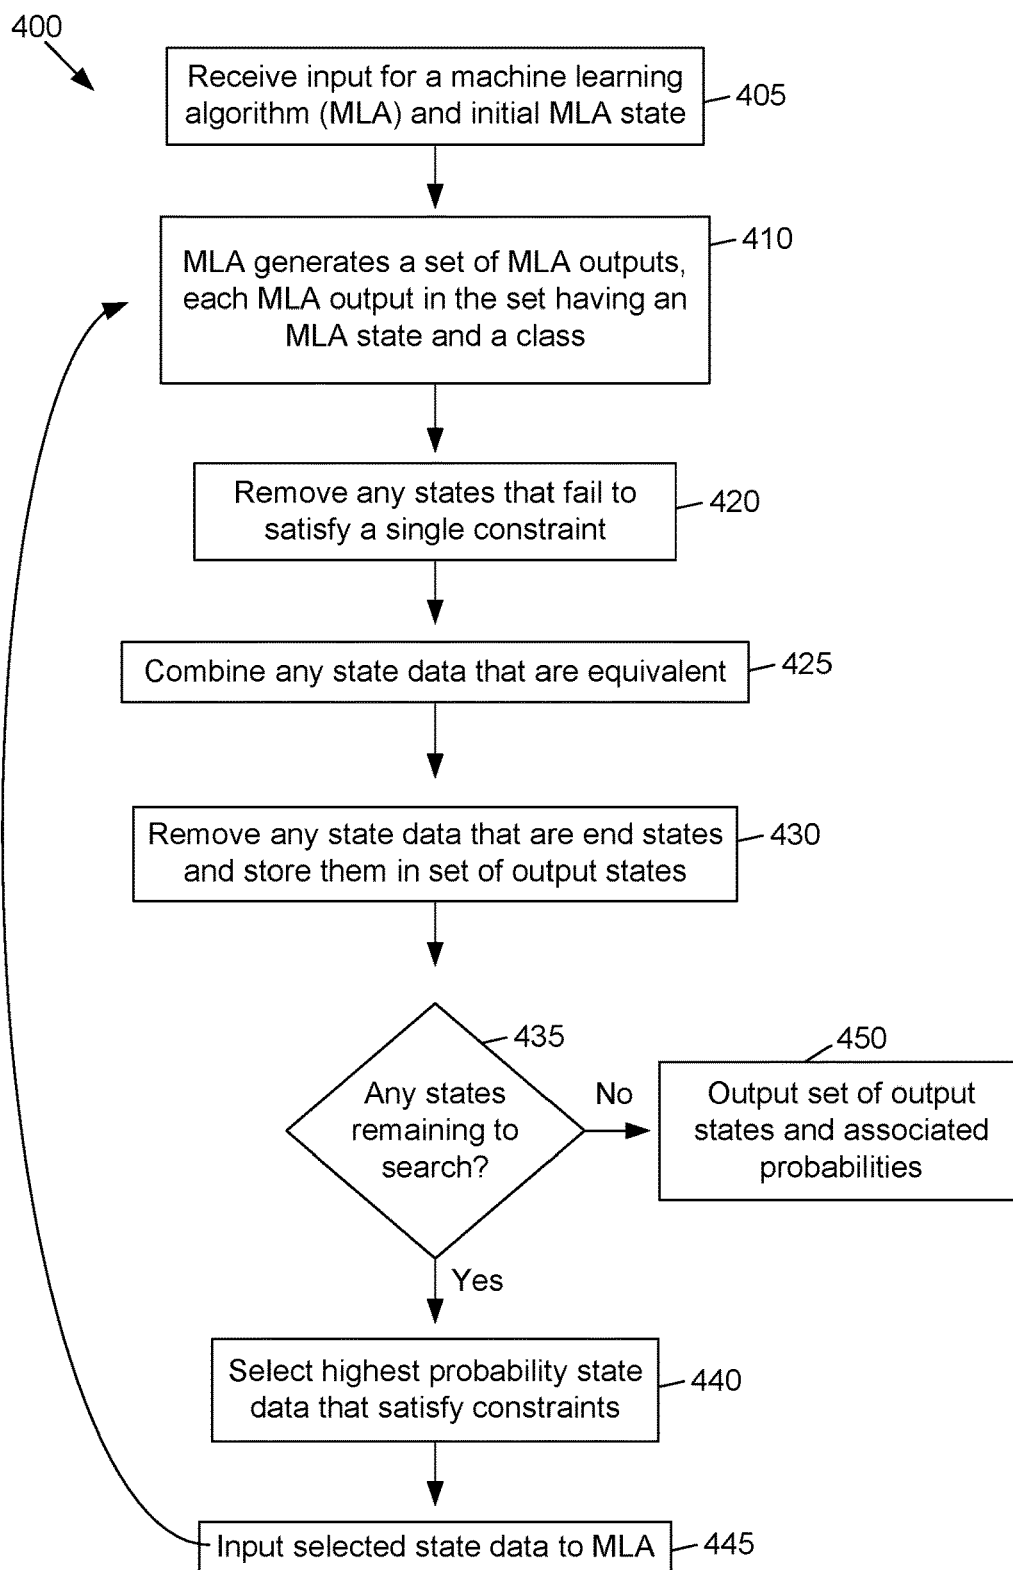 400
Receive input for a machine learning
algorithm (MLA) and initial MLA state
405
MLA generates a set of MLA outputs,
each MLA output in the set having an
MLA state and a class
410
Remove any states that fail to
satisfy a single constraint
420
Combine any state data that are equivalent
425
Remove any state data that are end states
and store them in set of output states
430
435
Any states
remaining to
search?
No
450
Output set of output
states and associated
probabilities
Yes
Select highest probability state
data that satisfy constraints
440
Input selected state data to MLA
445